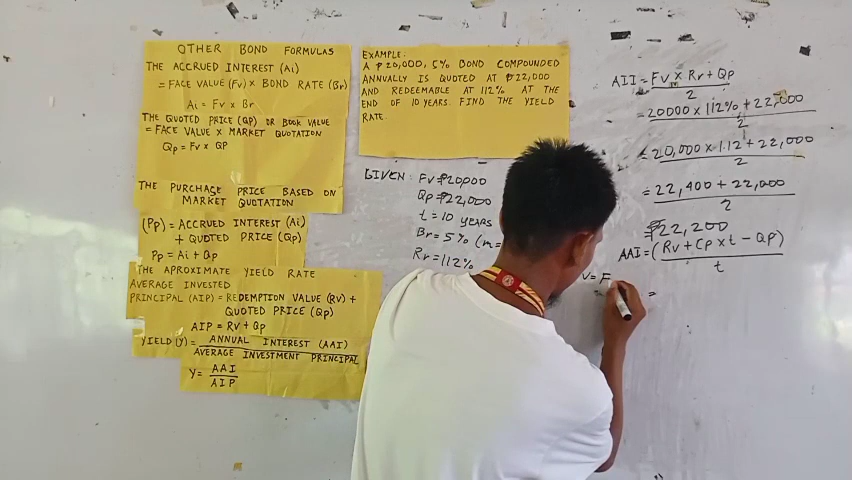 OTHER BOND FORMULAS
THE ACCRUED INTEREST (Ai)
= FACE VALUE (Fv) × BOND RATE (Br)
Ai = Fv × Br
THE QUOTED PRICE (QP) OR BOOK VALUE
= FACE VALUE × MARKET QUOTATION
Qp = Fv × QP
THE PURCHASE PRICE BASED ON
MARKET QUOTATION
(Pp) = ACCRUED INTEREST (Ai)
+ QUOTED PRICE (Qp)
Pp = Ai + Qp
THE APROXIMATE YIELD RATE
AVERAGE INVESTED
PRINCIPAL (AIP) = REDEMPTION VALUE (RV) +
QUOTED PRICE (Qp)
AIP = RV + Qp
YIELD (Y) = ANNUAL INTEREST (AAI)
AVERAGE INVESTMENT PRINCIPAL
Y = AAI
AIP
EXAMPLE:
A ₱20,000, 5% BOND COMPOUNDED
ANNUALLY IS QUOTED AT ₱22,000
AND REDEEMABLE AT 112% AT THE
END OF 10 YEARS. FIND THE YIELD
RATE.
GIVEN: FV=₱20,000
Qp=₱22,000
t = 10 YEARS
Br = 5% (m =
Rr = 112%
V = F
AII = Fv × Rr + Qp
2
= 20000 × 112% + 22,000
2
= 20,000 × 1.12 + 22,000
2
= 22,400 + 22,000
2
= ₱22,200
AAI = (Rv + Cp × t - Qp)
t
=